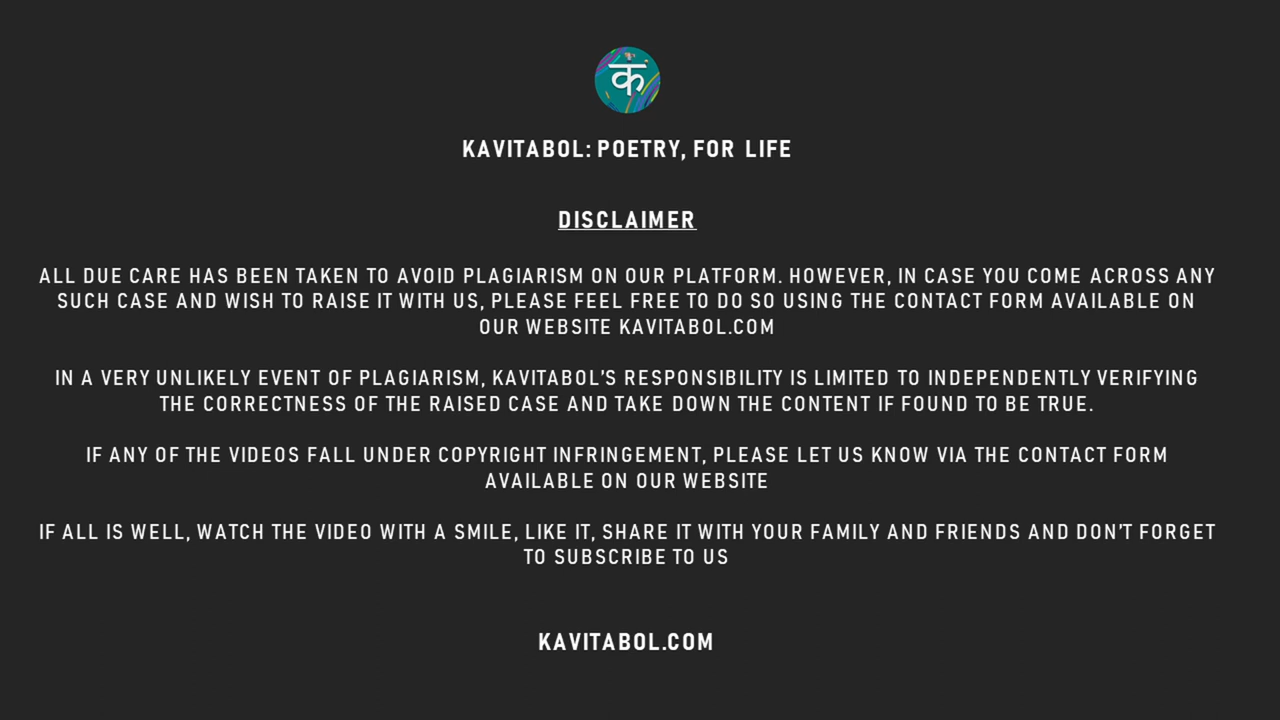 क
KAVITABOL: POETRY, FOR LIFE
DISCLAIMER
ALL DUE CARE HAS BEEN TAKEN TO AVOID PLAGIARISM ON OUR PLATFORM. HOWEVER, IN CASE YOU COME ACROSS ANY
SUCH CASE AND WISH TO RAISE IT WITH US, PLEASE FEEL FREE TO DO SO USING THE CONTACT FORM AVAILABLE ON
OUR WEBSITE KAVITABOL.COM
IN A VERY UNLIKELY EVENT OF PLAGIARISM, KAVITABOL'S RESPONSIBILITY IS LIMITED TO INDEPENDENTLY VERIFYING
THE CORRECTNESS OF THE RAISED CASE AND TAKE DOWN THE CONTENT IF FOUND TO BE TRUE.
IF ANY OF THE VIDEOS FALL UNDER COPYRIGHT INFRINGEMENT, PLEASE LET US KNOW VIA THE CONTACT FORM
AVAILABLE ON OUR WEBSITE
IF ALL IS WELL, WATCH THE VIDEO WITH A SMILE, LIKE IT, SHARE IT WITH YOUR FAMILY AND FRIENDS AND DON'T FORGET
TO SUBSCRIBE TO US
KAVITABOL.COM